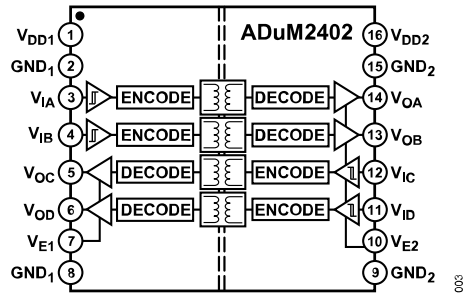 ADuM2402
VDD1 1 16 VDD2
GND1 2 15 GND2
VIA 3 ENCODE DECODE 14 VOA
VIB 4 ENCODE DECODE 13 VOB
VOC 5 DECODE ENCODE 12 VIC
VOD 6 DECODE ENCODE 11 VID
VE1 7 10 VE2
GND1 8 9 GND2
003